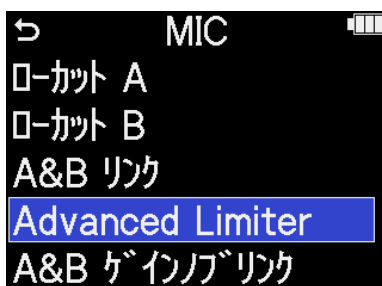 MIC
ﾛｰｶｯﾄ A
ﾛｰｶｯﾄ B
A&B ﾘﾝｸ
Advanced Limiter
A&B ｹﾞｲﾝﾉﾌﾞﾘﾝｸ